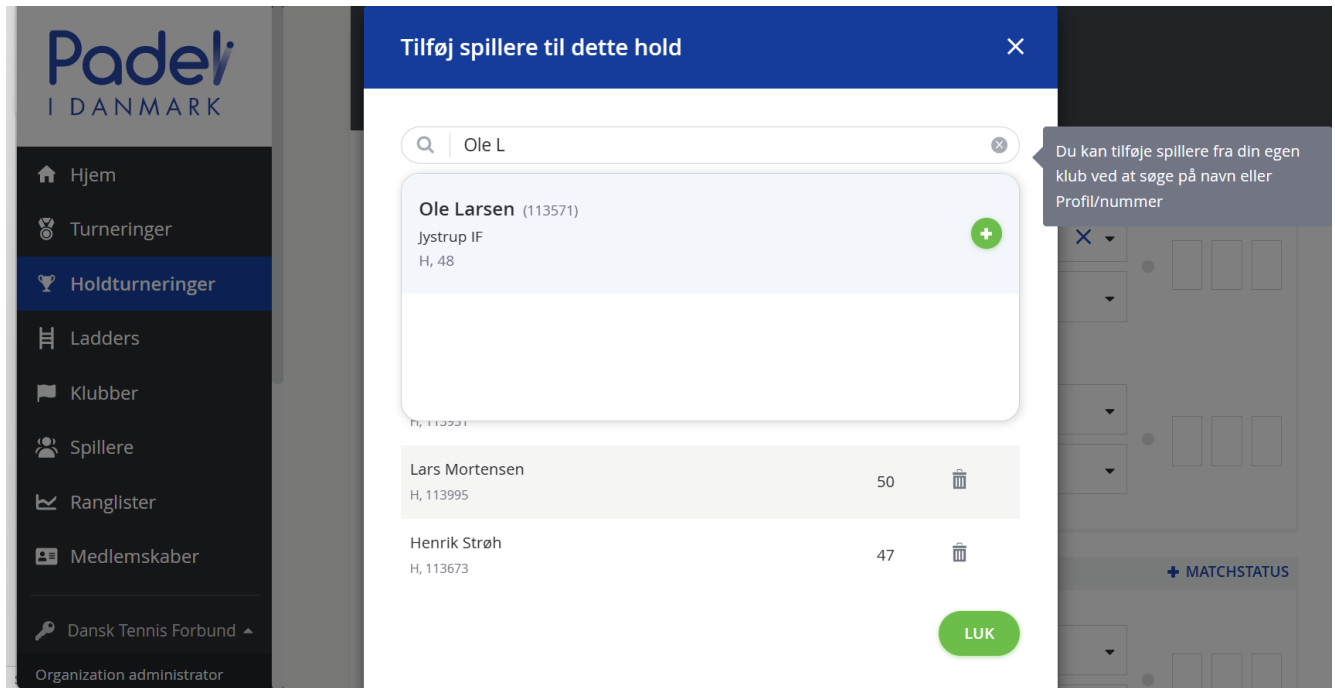 Padel
I DANMARK
Hjem
Turneringer
Holdturneringer
Ladders
Klubber
Spillere
Ranglister
Medlemskaber
Dansk Tennis Forbund
Organization administrator
Tilføj spillere til dette hold
Ole L
Ole Larsen (113571)
Jystrup IF
H, 48
Lars Mortensen
50
H, 113995
Henrik Strøh
47
H, 113673
LUK
Du kan tilføje spillere fra din egen
klub ved at søge på navn eller
Profil/nummer
MATCHSTATUS